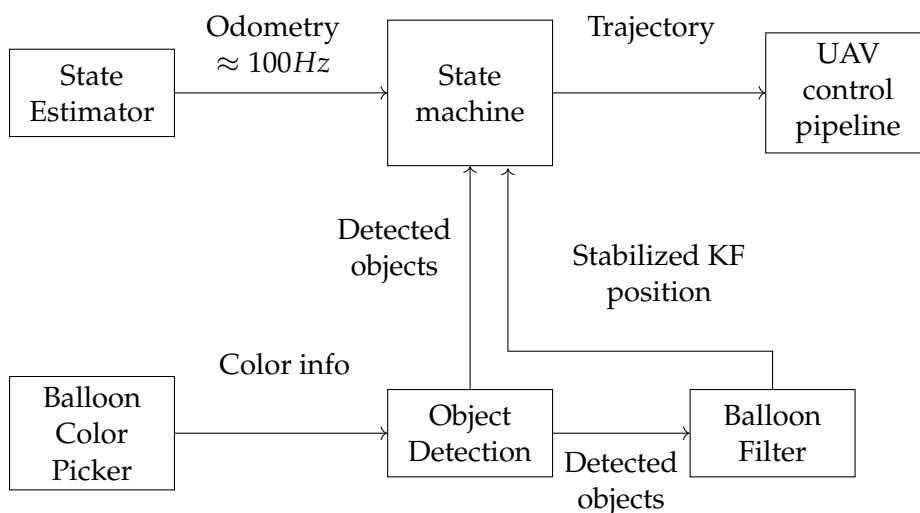 Odometry
≈ 100Hz
Trajectory
State
Estimator
State
machine
UAV
control
pipeline
Detected
objects
Stabilized KF
position
Color info
Balloon
Color
Picker
Object
Detection
Detected
objects
Balloon
Filter